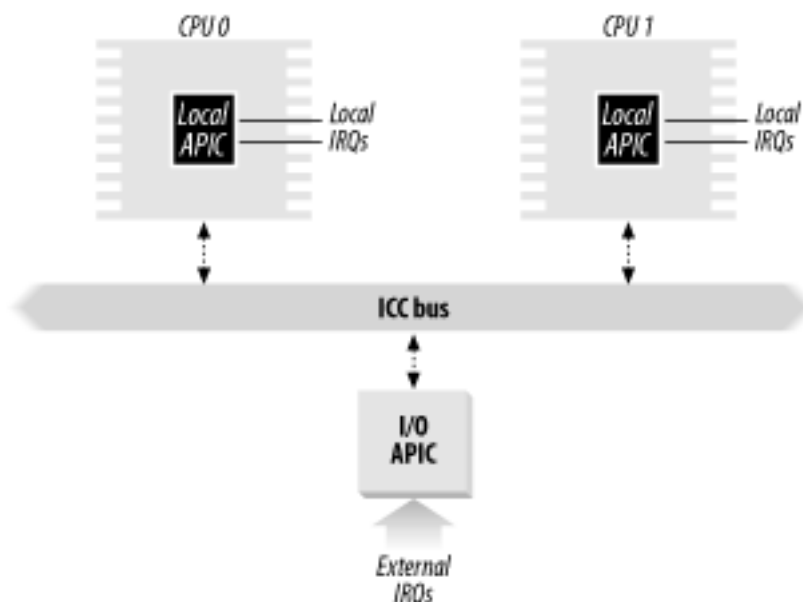 CPU 0
CPU 1
Local
APIC
Local
IRQs
Local
APIC
Local
IRQs
ICC bus
I/O
APIC
External
IRQs